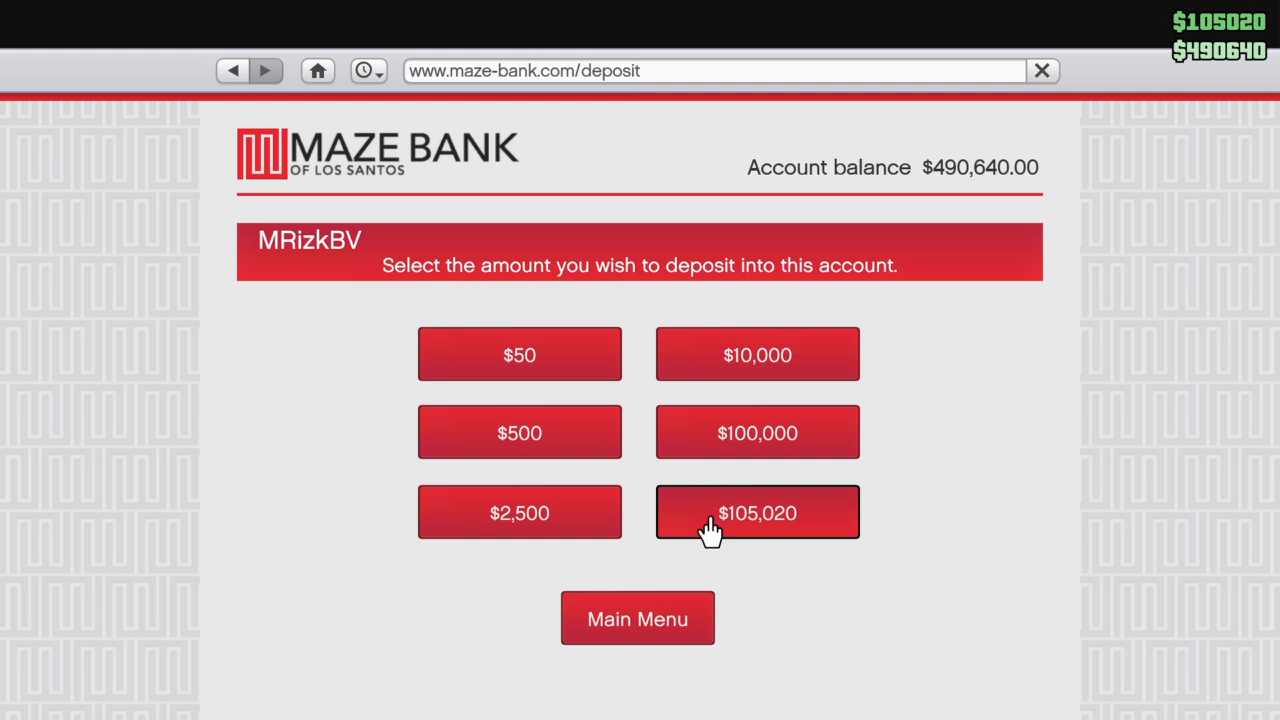 $105020
$490640
www.maze-bank.com/deposit
MAZE BANK
OF LOS SANTOS
Account balance $490,640.00
MRizkBV
Select the amount you wish to deposit into this account.
$50
$10,000
$500
$100,000
$2,500
$105,020
Main Menu